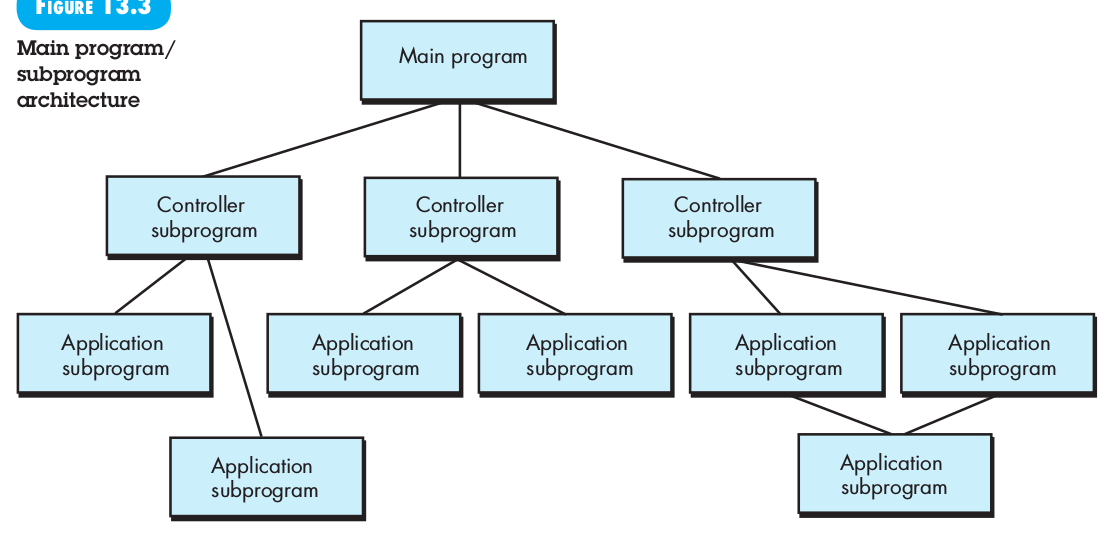 FIGURE 13.3
Main program/
subprogram
architecture
Main program
Controller
subprogram
Controller
subprogram
Controller
subprogram
Application
subprogram
Application
subprogram
Application
subprogram
Application
subprogram
Application
subprogram
Application
subprogram
Application
subprogram